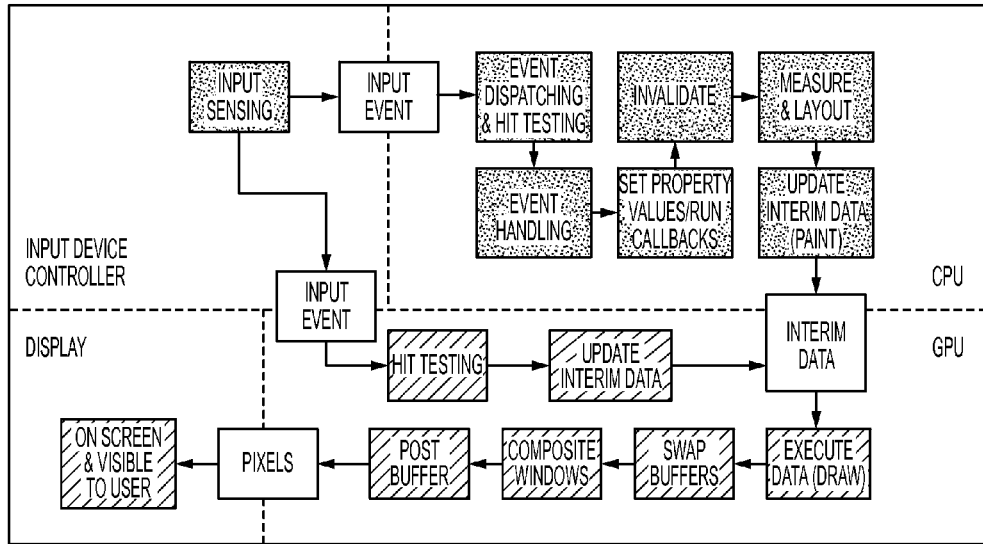 INPUT
SENSING
INPUT
EVENT
EVENT
DISPATCHING
& HIT TESTING
INVALIDATE
MEASURE
& LAYOUT
EVENT
HANDLING
SET PROPERTY
VALUES/RUN
CALLBACKS
UPDATE
INTERIM DATA
(PAINT)
INPUT DEVICE
CONTROLLER
CPU
INPUT
EVENT
DISPLAY
HIT TESTING
UPDATE
INTERIM DATA
INTERIM
DATA
GPU
ON SCREEN
& VISIBLE
TO USER
PIXELS
POST
BUFFER
COMPOSITE
WINDOWS
SWAP
BUFFERS
EXECUTE
DATA (DRAW)